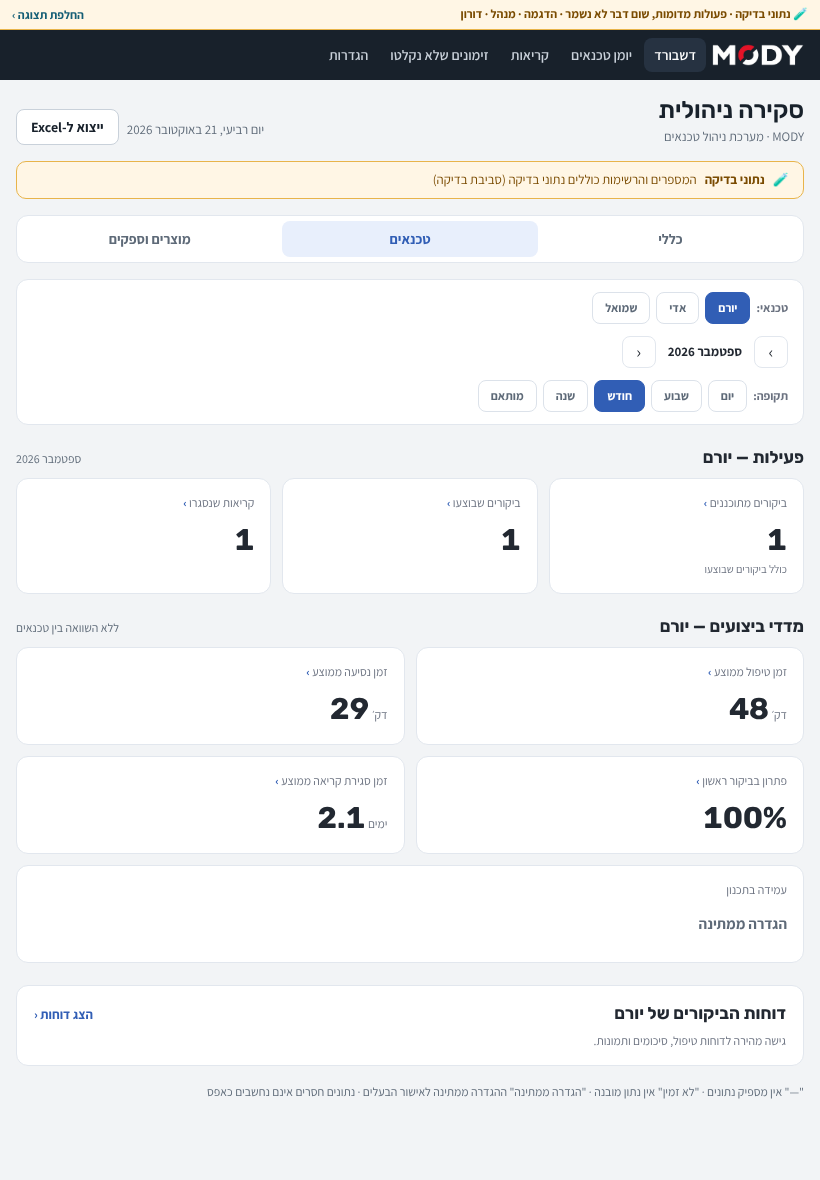 🧪 נתוני בדיקה · פעולות מדומות, שום דבר לא נשמר · הדגמה · מנהל · דורון
החלפת תצוגה ›
MODY
דשבורד
יומן טכנאים
קריאות
זימונים שלא נקלטו
הגדרות
סקירה ניהולית
MODY · מערכת ניהול טכנאים
יום רביעי, 21 באוקטובר 2026
ייצוא ל-Excel
🧪 נתוני בדיקה המספרים והרשימות כוללים נתוני בדיקה (סביבת בדיקה)
כללי
טכנאים
מוצרים וספקים
טכנאי: יורם אדי שמואל
‹ ספטמבר 2026 ›
תקופה: יום שבוע חודש שנה מותאם
פעילות – יורם
ספטמבר 2026
ביקורים מתוכננים ›
1
כולל ביקורים שבוצעו
ביקורים שבוצעו ›
1
קריאות שנסגרו ›
1
מדדי ביצועים – יורם
ללא השוואה בין טכנאים
זמן טיפול ממוצע ›
48 דק׳
זמן נסיעה ממוצע ›
29 דק׳
פתרון בביקור ראשון ›
100%
זמן סגירת קריאה ממוצע ›
2.1 ימים
עמידה בתכנון
הגדרה ממתינה
דוחות הביקורים של יורם
הצג דוחות ›
גישה מהירה לדוחות טיפול, סיכומים ותמונות.
"—" אין מספיק נתונים · "לא זמין" אין נתון מובנה · "הגדרה ממתינה" ההגדרה ממתינה לאישור הבעלים · נתונים חסרים אינם נחשבים כאפס